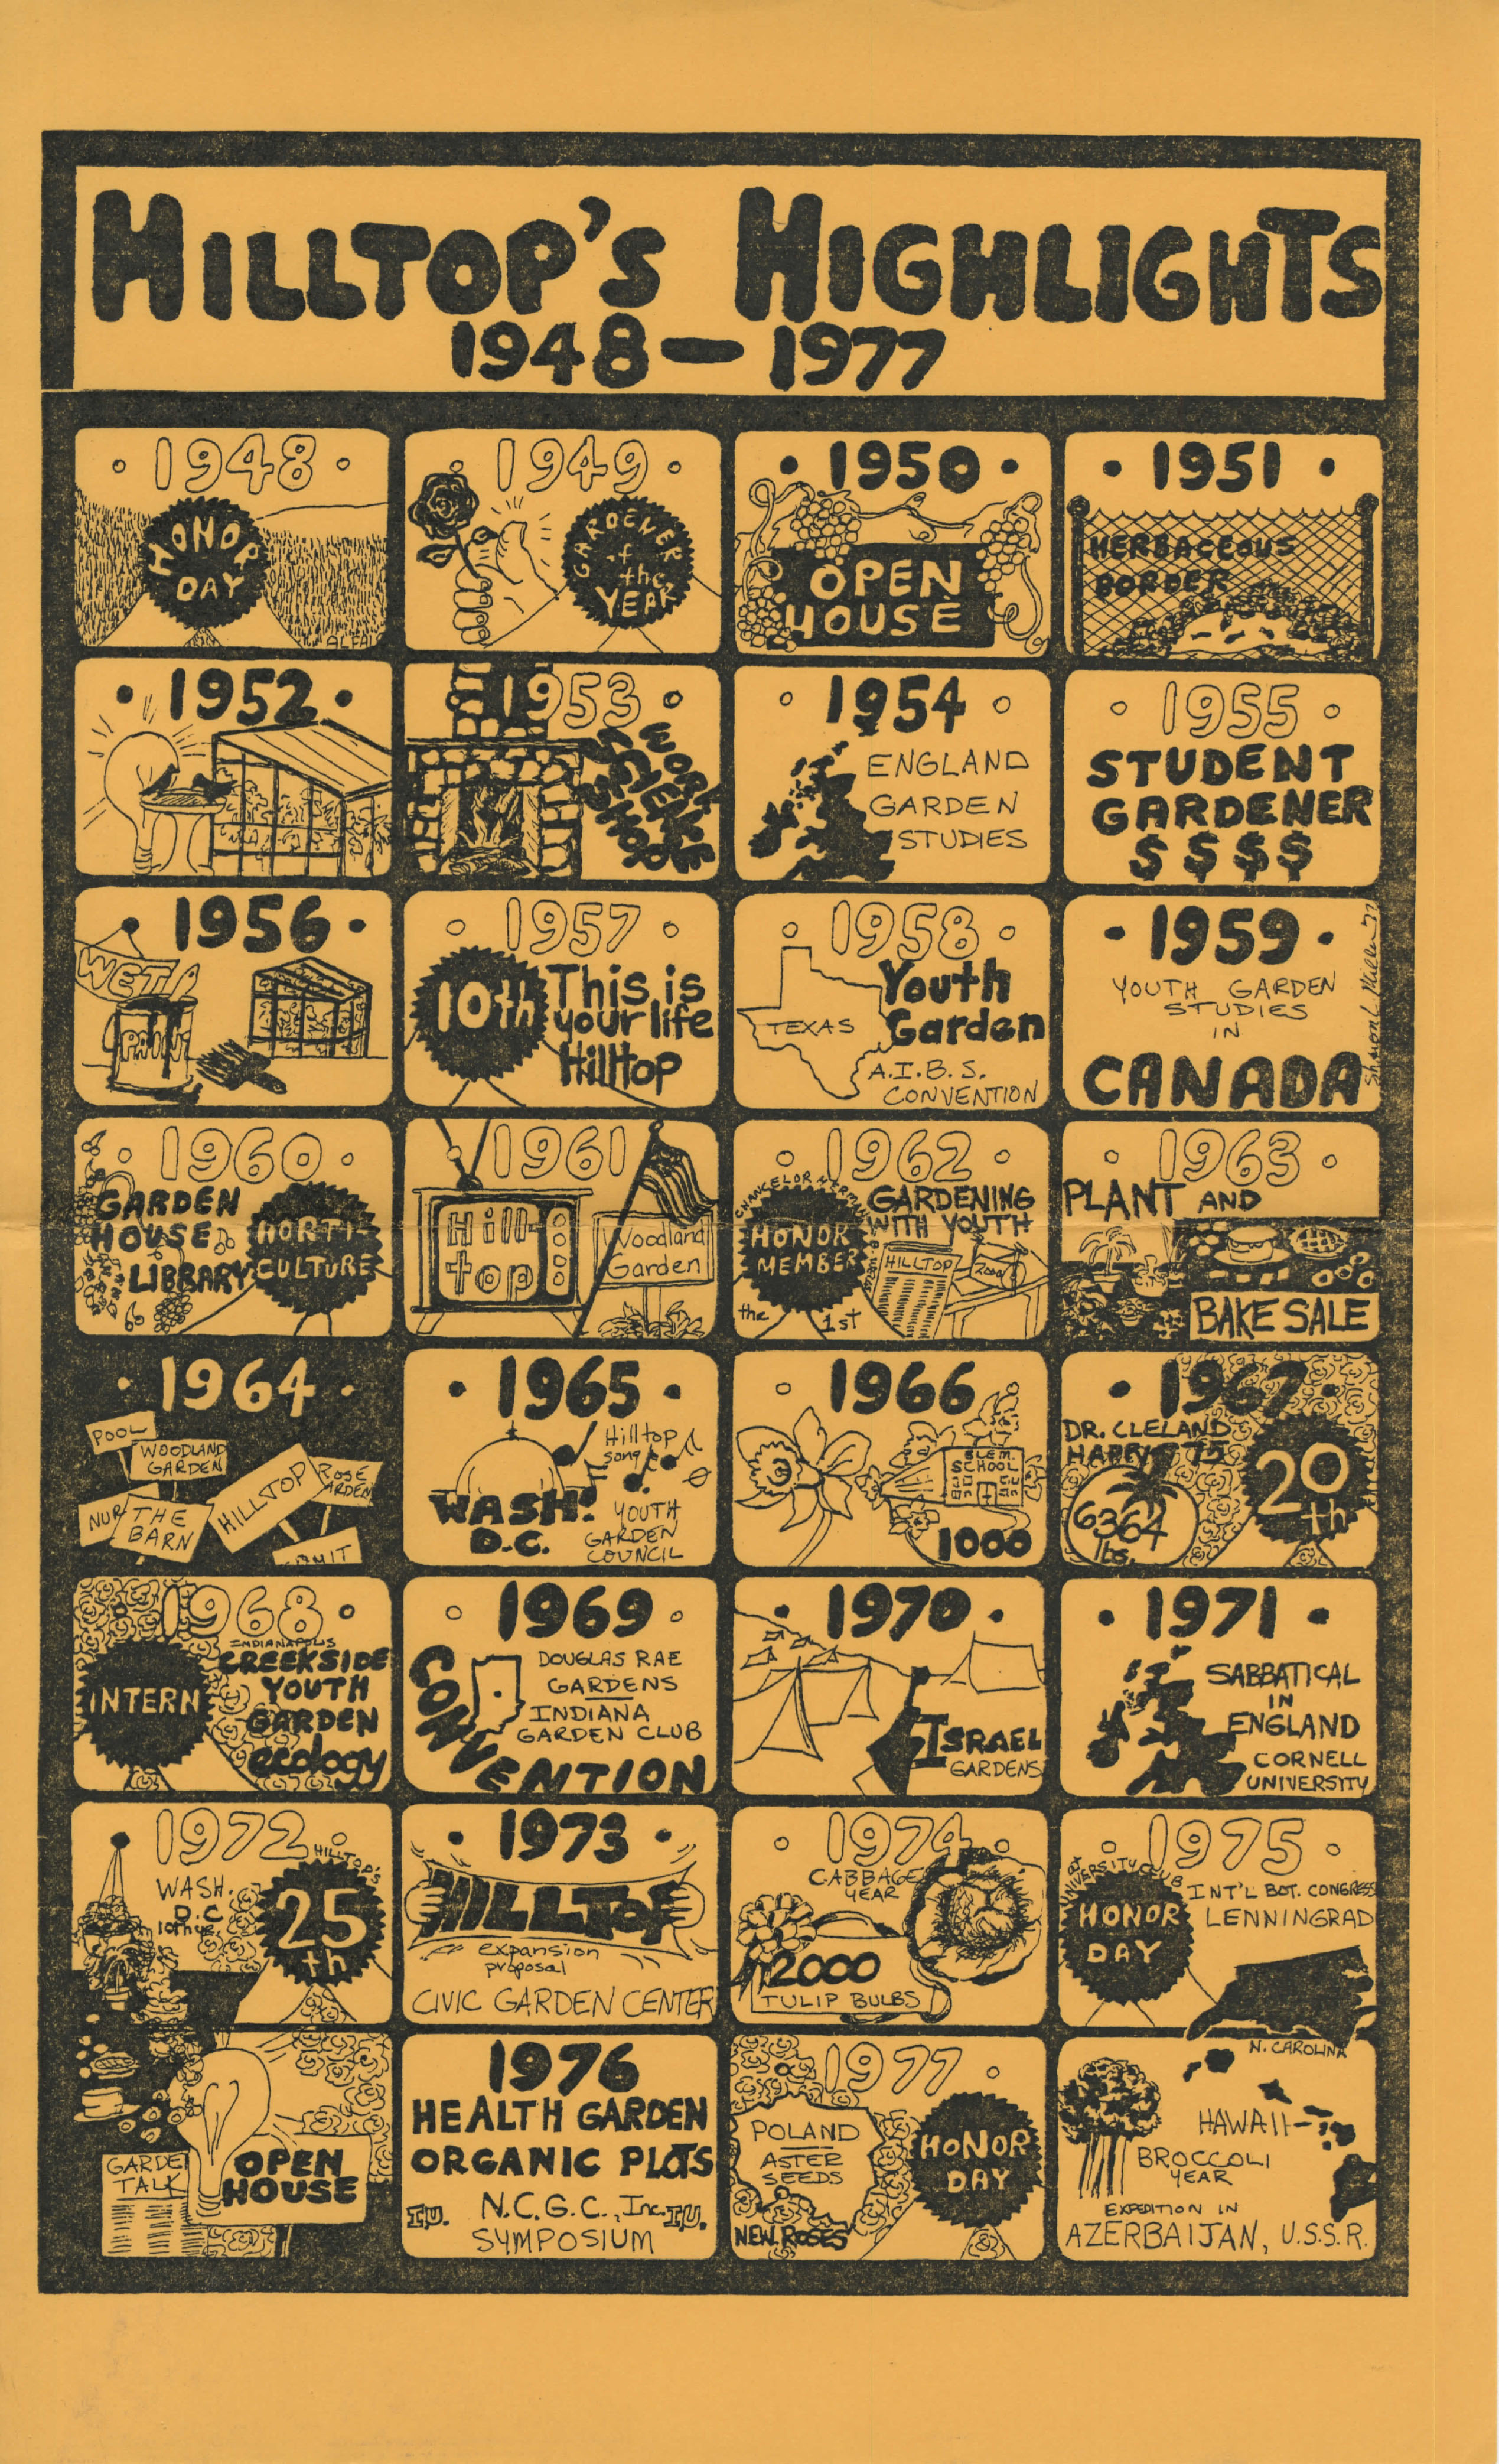 HILLTOP'S HIGHLIGHTS
1948–1977
1948
HONOR
DAY
1949
GARDENER
of
the
YEAR
1950
OPEN
HOUSE
1951
HERBACEOUS
BORDER
1952
1953
WORK
SCIENCE
SHOP
1954
ENGLAND
GARDEN
STUDIES
1955
STUDENT
GARDENER
$ $ $ $
1956
WET
PAINT
1957
10th
This is
your life
Hilltop
1958
TEXAS
Youth
Garden
A.I.B.S.
CONVENTION
1959
YOUTH GARDEN
STUDIES
IN
CANADA
1960
GARDEN
HOUSE
LIBRARY
HORTI-
CULTURE
1961
Hill-
top
Woodland
Garden
1962
CHANCELOR HERMAN B WELLS
HONOR
MEMBER
the 1st
GARDENING
WITH YOUTH
HILLTOP
1963
PLANT AND
BAKE SALE
1964
POOL
WOODLAND
GARDEN
NUR
THE
BARN
HILLTOP
ROSE
GARDEN
1965
WASH.
D.C.
Hilltop
song
YOUTH
GARDEN
COUNCIL
1966
ELEM.
SCHOOL
1000
1967
DR. CLELAND
HAPPY 75
6364
lbs.
20
th
1968
INTERN
INDIANAPOLIS
CREEKSIDE
YOUTH
GARDEN
ecology
1969
CONVENTION
DOUGLAS RAE
GARDENS
INDIANA
GARDEN CLUB
1970
ISRAEL
GARDENS
1971
SABBATICAL
IN
ENGLAND
CORNELL
UNIVERSITY
1972
WASH.
D.C.
HILLTOP'S
25
th
1973
HILLTOP
expansion
proposal
CIVIC GARDEN CENTER
1974
CABBAGE
YEAR
2000
TULIP BULBS
1975
at UNIVERSITY CLUB
HONOR
DAY
INT'L BOT. CONGRESS
LENNINGRAD
N. CAROLINA
GARDEN
TALK
OPEN
HOUSE
1976
HEALTH GARDEN
ORGANIC PLOTS
IU. N.C.G.C., Inc. IU.
SYMPOSIUM
1977
POLAND
ASTER
SEEDS
NEW ROSES
HONOR
DAY
HAWAII
BROCCOLI
YEAR
EXPEDITION IN
AZERBAIJAN, U.S.S.R.